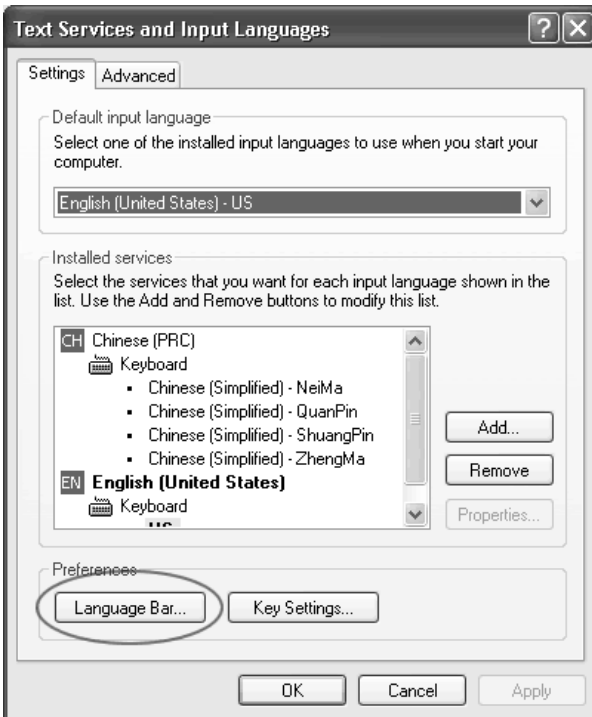 Text Services and Input Languages
Settings Advanced
Default input language
Select one of the installed input languages to use when you start your
computer.
English (United States) - US
Installed services
Select the services that you want for each input language shown in the
list. Use the Add and Remove buttons to modify this list.
CH Chinese (PRC)
Keyboard
• Chinese (Simplified) - NeiMa
• Chinese (Simplified) - QuanPin
• Chinese (Simplified) - ShuangPin
• Chinese (Simplified) - ZhengMa
EN English (United States)
Keyboard
US
Add...
Remove
Properties...
Preferences
Language Bar... Key Settings...
OK Cancel Apply